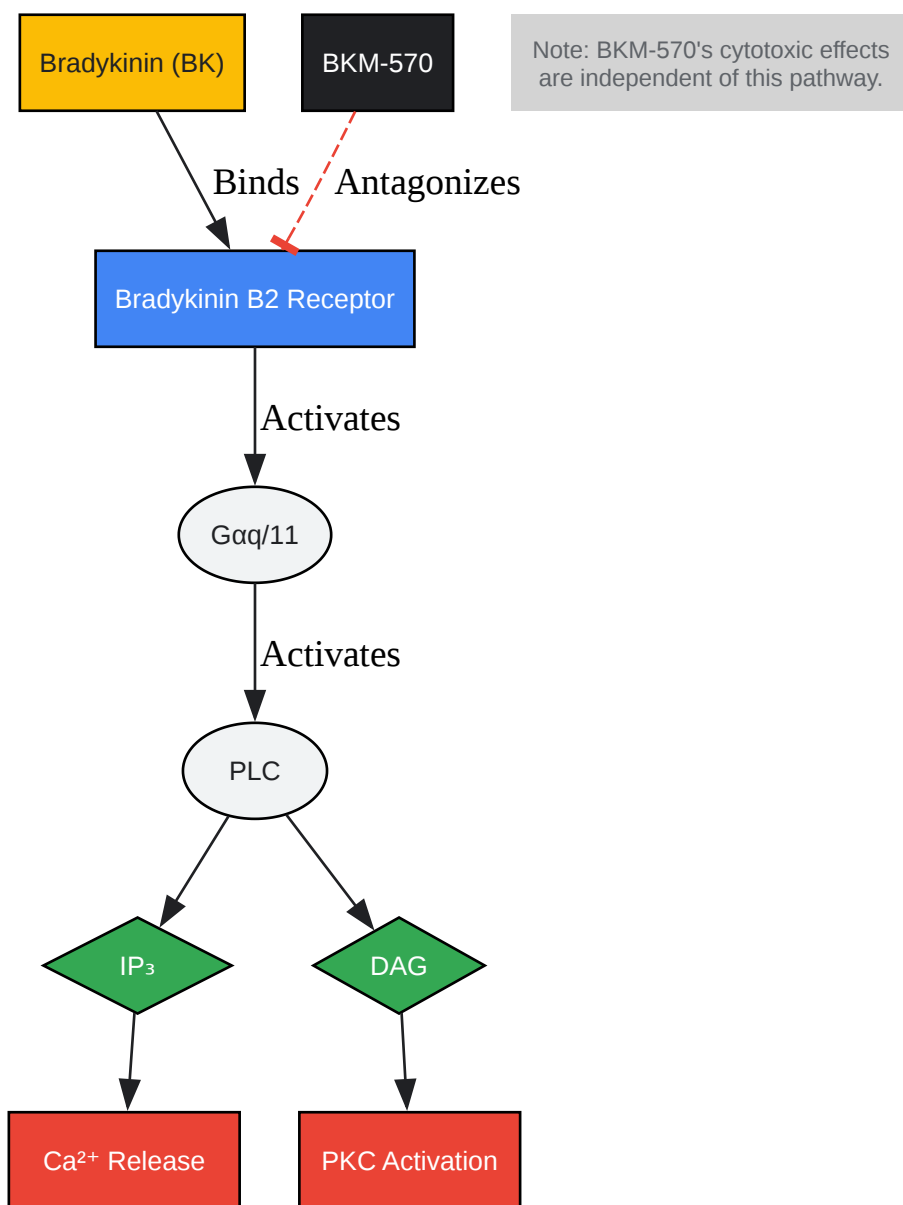 Bradykinin (BK)
BKM-570
Note: BKM-570's cytotoxic effects
are independent of this pathway.
Binds
Antagonizes
Bradykinin B2 Receptor
Activates
Gαq/11
Activates
PLC
IP₃
DAG
Ca²⁺ Release
PKC Activation